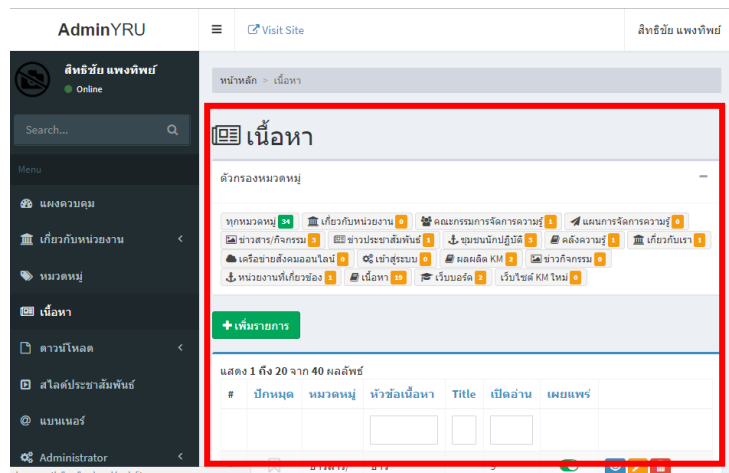 AdminYRU
Visit Site
สิทธิชัย แพงทิพย์
สิทธิชัย แพงทิพย์
Online
Search...
Menu
แผงควบคุม
เกี่ยวกับหน่วยงาน
หมวดหมู่
เนื้อหา
ดาวน์โหลด
สไลด์ประชาสัมพันธ์
แบนเนอร์
Administrator
หน้าหลัก > เนื้อหา
เนื้อหา
ตัวกรองหมวดหมู่
ทุกหมวดหมู่ 34 เกี่ยวกับหน่วยงาน 0 คณะกรรมการจัดการความรู้ 1 แผนการจัดการความรู้ 0
ข่าวสาร/กิจกรรม 3 ข่าวประชาสัมพันธ์ 1 ชุมชนนักปฏิบัติ 3 คลังความรู้ 1 เกี่ยวกับเรา 1
เครือข่ายสังคมออนไลน์ 0 เข้าสู่ระบบ 0 ผลผลิต KM 2 ข่าวกิจกรรม 0
หน่วยงานที่เกี่ยวข้อง 1 เนื้อหา 19 เว็บบอร์ด 2 เว็บไซต์ KM ใหม่ 0
+ เพิ่มรายการ
แสดง 1 ถึง 20 จาก 40 ผลลัพธ์
# ปักหมุด หมวดหมู่ หัวข้อเนื้อหา Title เปิดอ่าน เผยแพร่